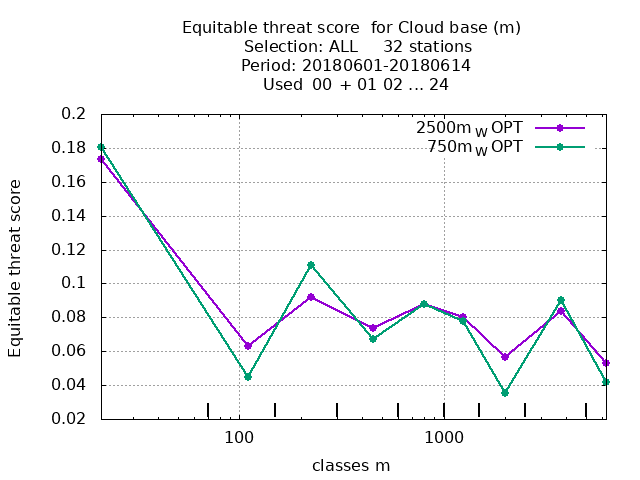 Equitable threat score  for Cloud base (m)
Selection: ALL     32 stations
Period: 20180601-20180614
Used  00 + 01 02 ... 24
2500m W OPT
750m W OPT
Equitable threat score
0.2
0.18
0.16
0.14
0.12
0.1
0.08
0.06
0.04
0.02
100
1000
classes m